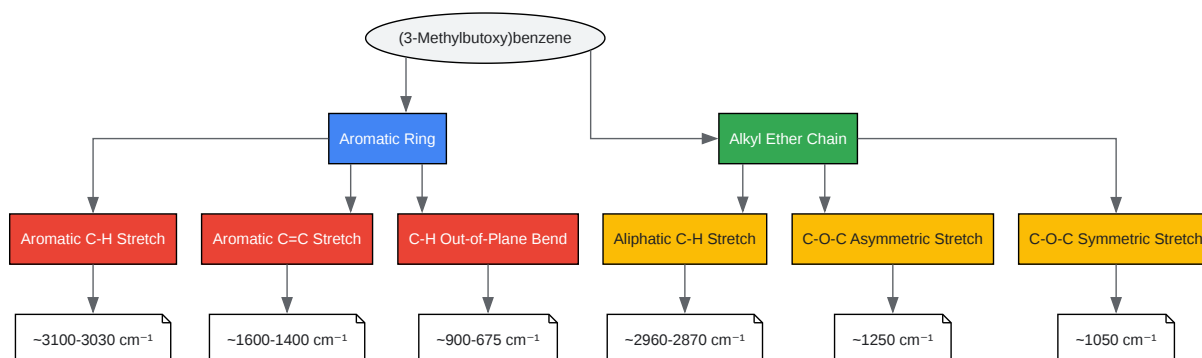 (3-Methylbutoxy)benzene
Aromatic Ring
Alkyl Ether Chain
Aromatic C-H Stretch
Aromatic C=C Stretch
C-H Out-of-Plane Bend
Aliphatic C-H Stretch
C-O-C Asymmetric Stretch
C-O-C Symmetric Stretch
~3100-3030 cm⁻¹
~1600-1400 cm⁻¹
~900-675 cm⁻¹
~2960-2870 cm⁻¹
~1250 cm⁻¹
~1050 cm⁻¹